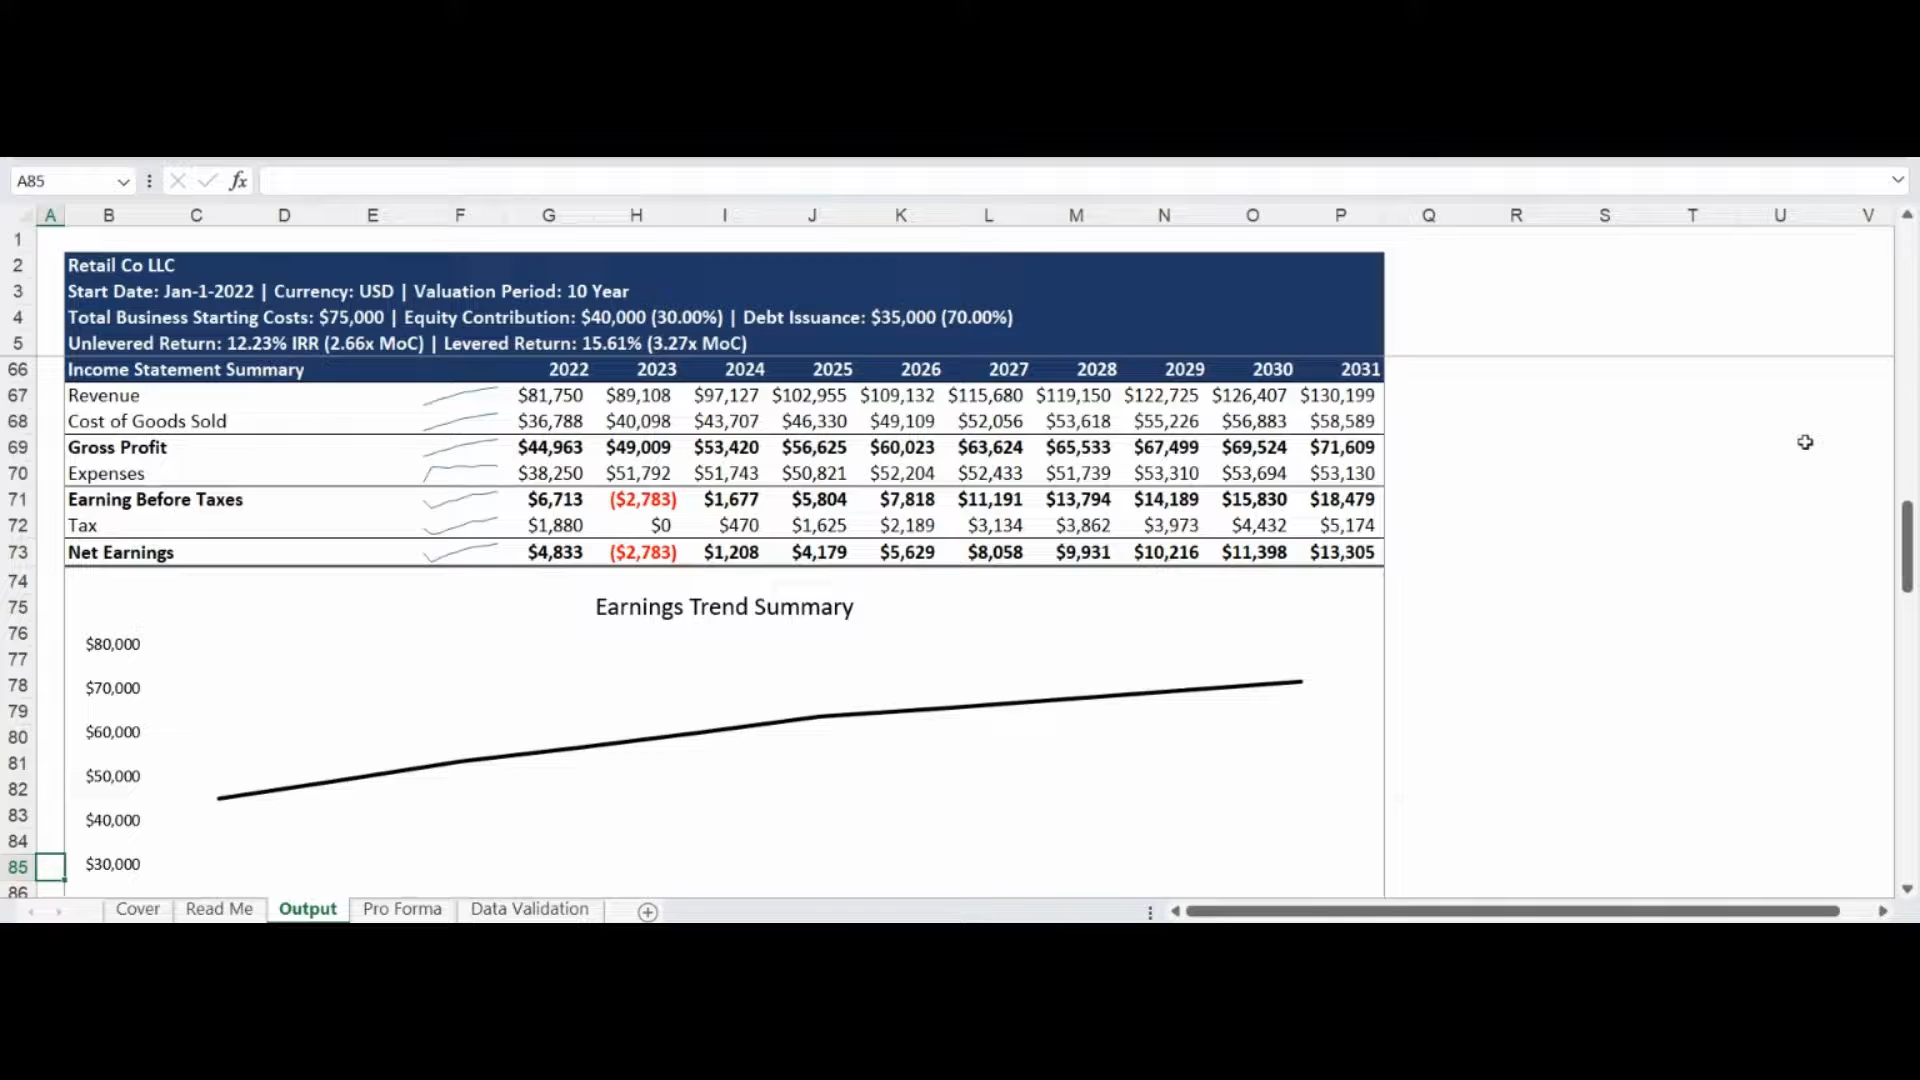 A85 fx
A B C D E F G H I J K L M N O P Q R S T U V
1
2 Retail Co LLC
3 Start Date: Jan-1-2022 | Currency: USD | Valuation Period: 10 Year
4 Total Business Starting Costs: $75,000 | Equity Contribution: $40,000 (30.00%) | Debt Issuance: $35,000 (70.00%)
5 Unlevered Return: 12.23% IRR (2.66x MoC) | Levered Return: 15.61% (3.27x MoC)
66 Income Statement Summary 2022 2023 2024 2025 2026 2027 2028 2029 2030 2031
67 Revenue $81,750 $89,108 $97,127 $102,955 $109,132 $115,680 $119,150 $122,725 $126,407 $130,199
68 Cost of Goods Sold $36,788 $40,098 $43,707 $46,330 $49,109 $52,056 $53,618 $55,226 $56,883 $58,589
69 Gross Profit $44,963 $49,009 $53,420 $56,625 $60,023 $63,624 $65,533 $67,499 $69,524 $71,609
70 Expenses $38,250 $51,792 $51,743 $50,821 $52,204 $52,433 $51,739 $53,310 $53,694 $53,130
71 Earning Before Taxes $6,713 ($2,783) $1,677 $5,804 $7,818 $11,191 $13,794 $14,189 $15,830 $18,479
72 Tax $1,880 $0 $470 $1,625 $2,189 $3,134 $3,862 $3,973 $4,432 $5,174
73 Net Earnings $4,833 ($2,783) $1,208 $4,179 $5,629 $8,058 $9,931 $10,216 $11,398 $13,305
74
75 Earnings Trend Summary
76 $80,000
77
78 $70,000
79
80 $60,000
81
82 $50,000
83
84 $40,000
85 $30,000
86
Cover Read Me Output Pro Forma Data Validation